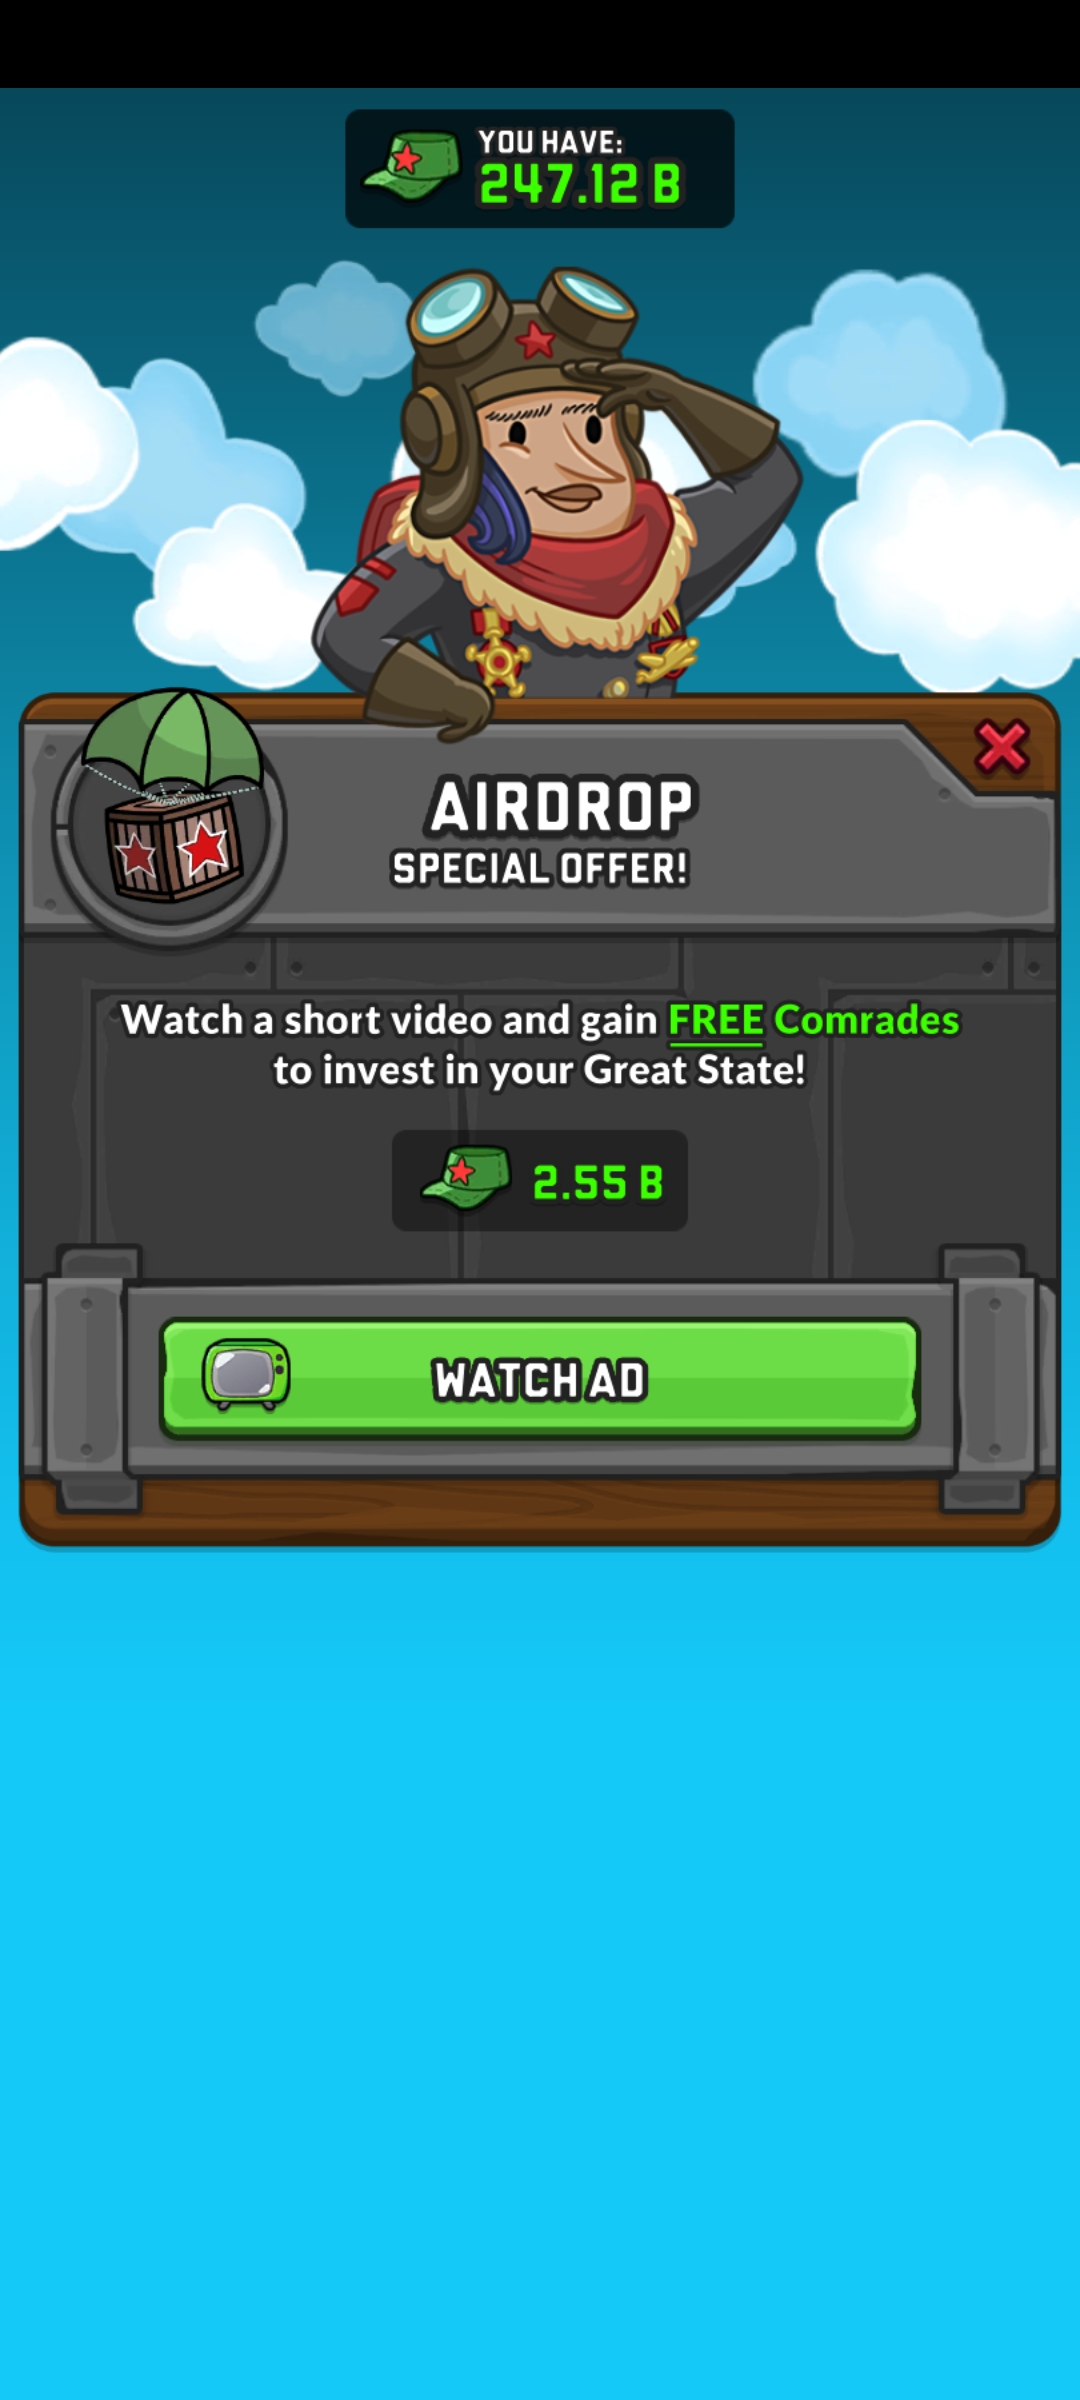 YOU HAVE:
247.12 B
AIRDROP
SPECIAL OFFER!
Watch a short video and gain FREE Comrades
to invest in your Great State!
2.55 B
WATCH AD